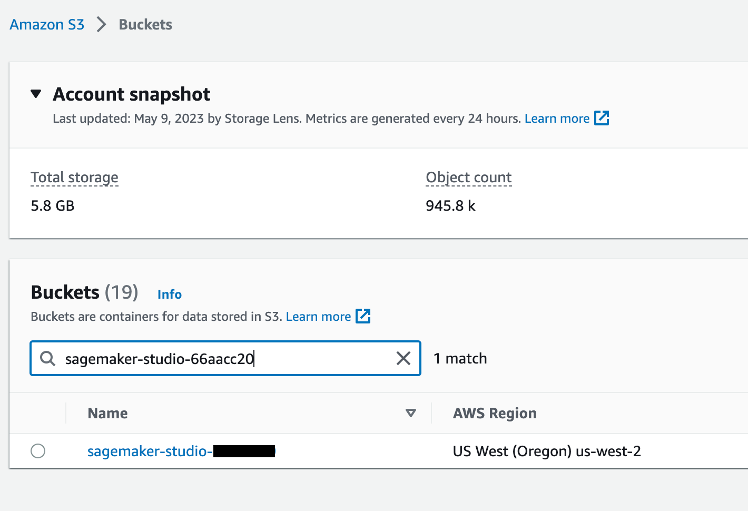 Amazon S3 > Buckets
Account snapshot
Last updated: May 9, 2023 by Storage Lens. Metrics are generated every 24 hours. Learn more
Total storage Object count
5.8 GB 945.8 k
Buckets (19) Info
Buckets are containers for data stored in S3. Learn more
sagemaker-studio-66aacc20 1 match
Name AWS Region
sagemaker-studio- US West (Oregon) us-west-2